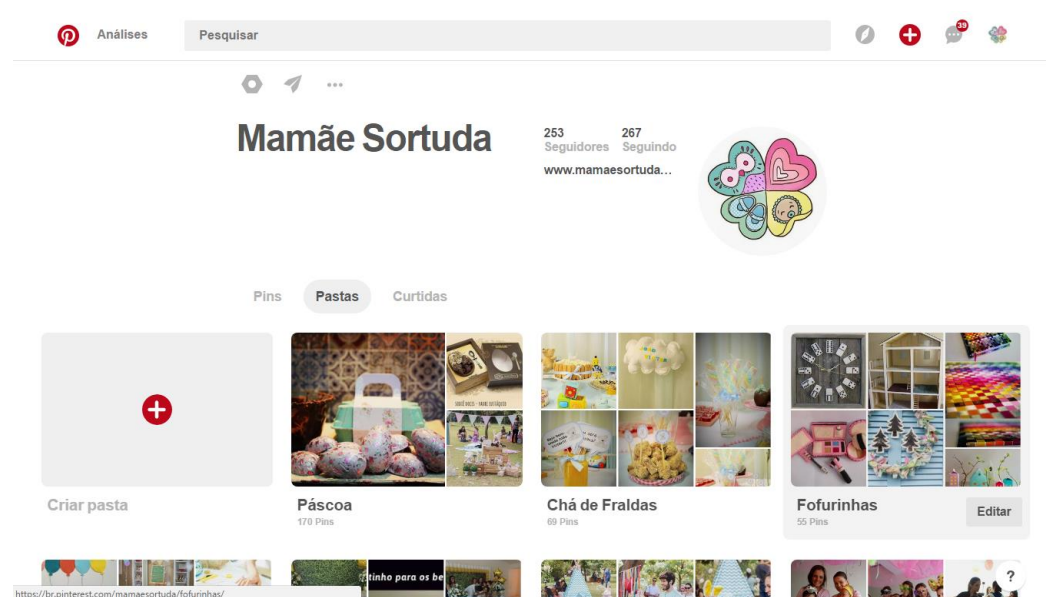 Análises
Pesquisar
39
Mamãe Sortuda
253 267
Seguidores Seguindo
www.mamaesortuda...
Pins Pastas Curtidas
Criar pasta
Páscoa
170 Pins
Chá de Fraldas
69 Pins
Fofurinhas
55 Pins
Editar
tinho para os be
?
https://br.pinterest.com/mamaesortuda/fofurinhas/